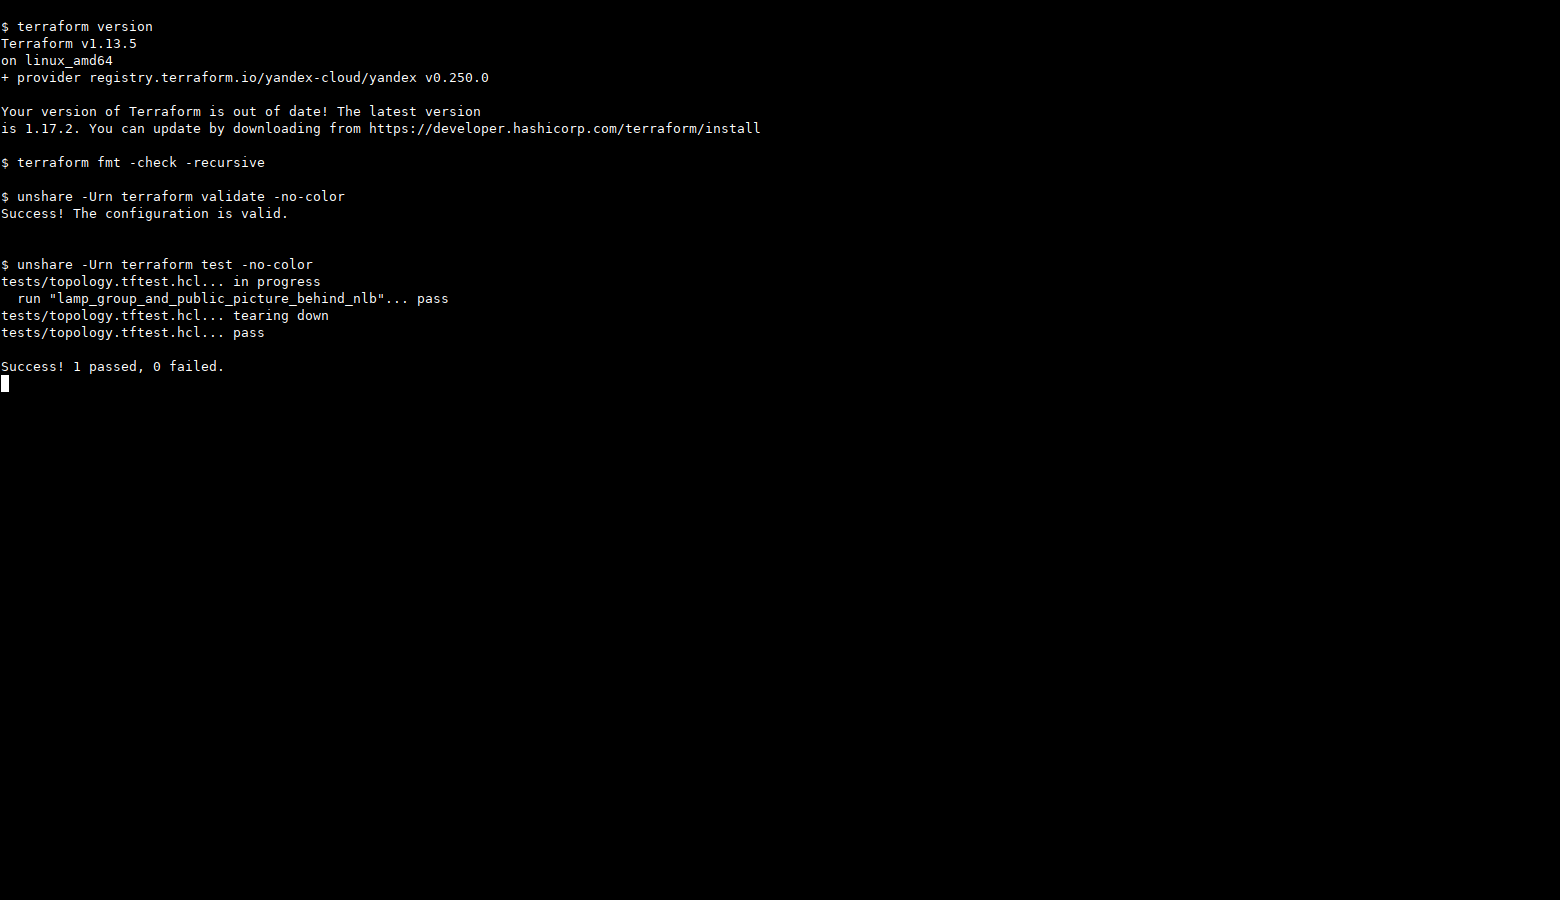 $ terraform version
Terraform v1.13.5
on linux_amd64
+ provider registry.terraform.io/yandex-cloud/yandex v0.250.0
Your version of Terraform is out of date! The latest version
is 1.17.2. You can update by downloading from https://developer.hashicorp.com/terraform/install
$ terraform fmt -check -recursive
$ unshare -Urn terraform validate -no-color
Success! The configuration is valid.
$ unshare -Urn terraform test -no-color
tests/topology.tftest.hcl... in progress
  run "lamp_group_and_public_picture_behind_nlb"... pass
tests/topology.tftest.hcl... tearing down
tests/topology.tftest.hcl... pass
Success! 1 passed, 0 failed.